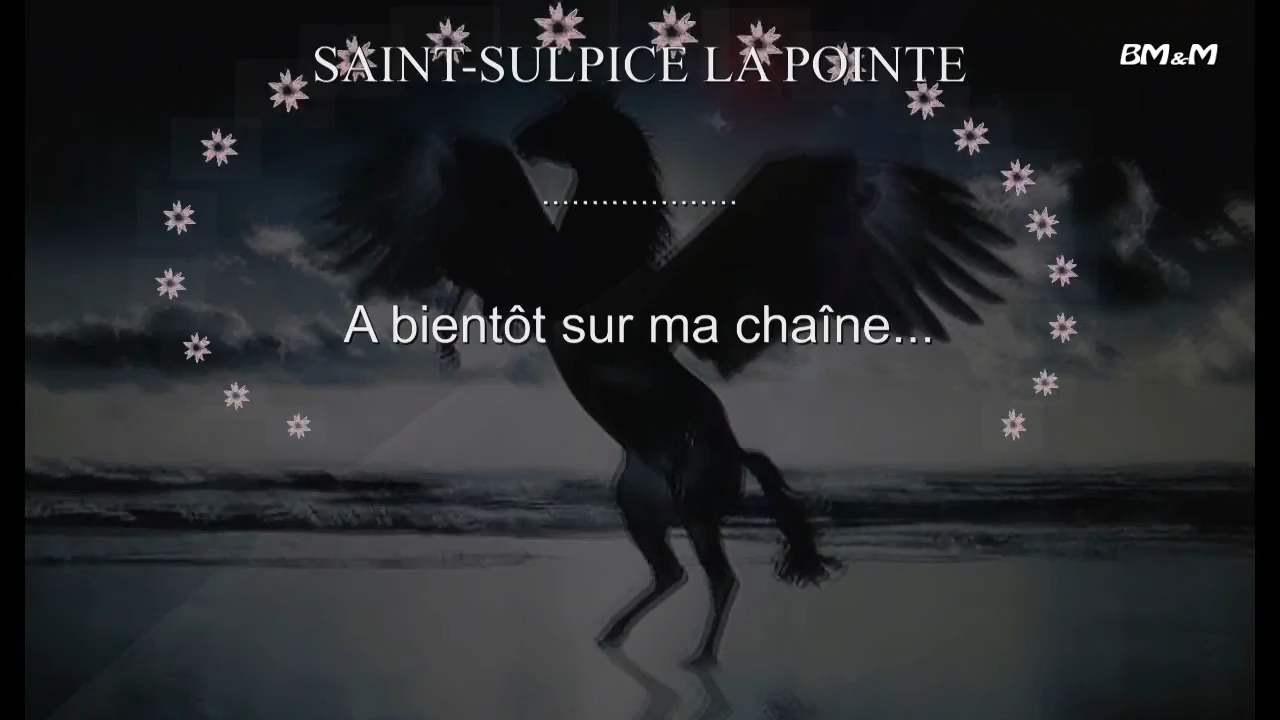 SAINT-SULPICE LA POINTE
BM&M
...................
A bientôt sur ma chaîne...